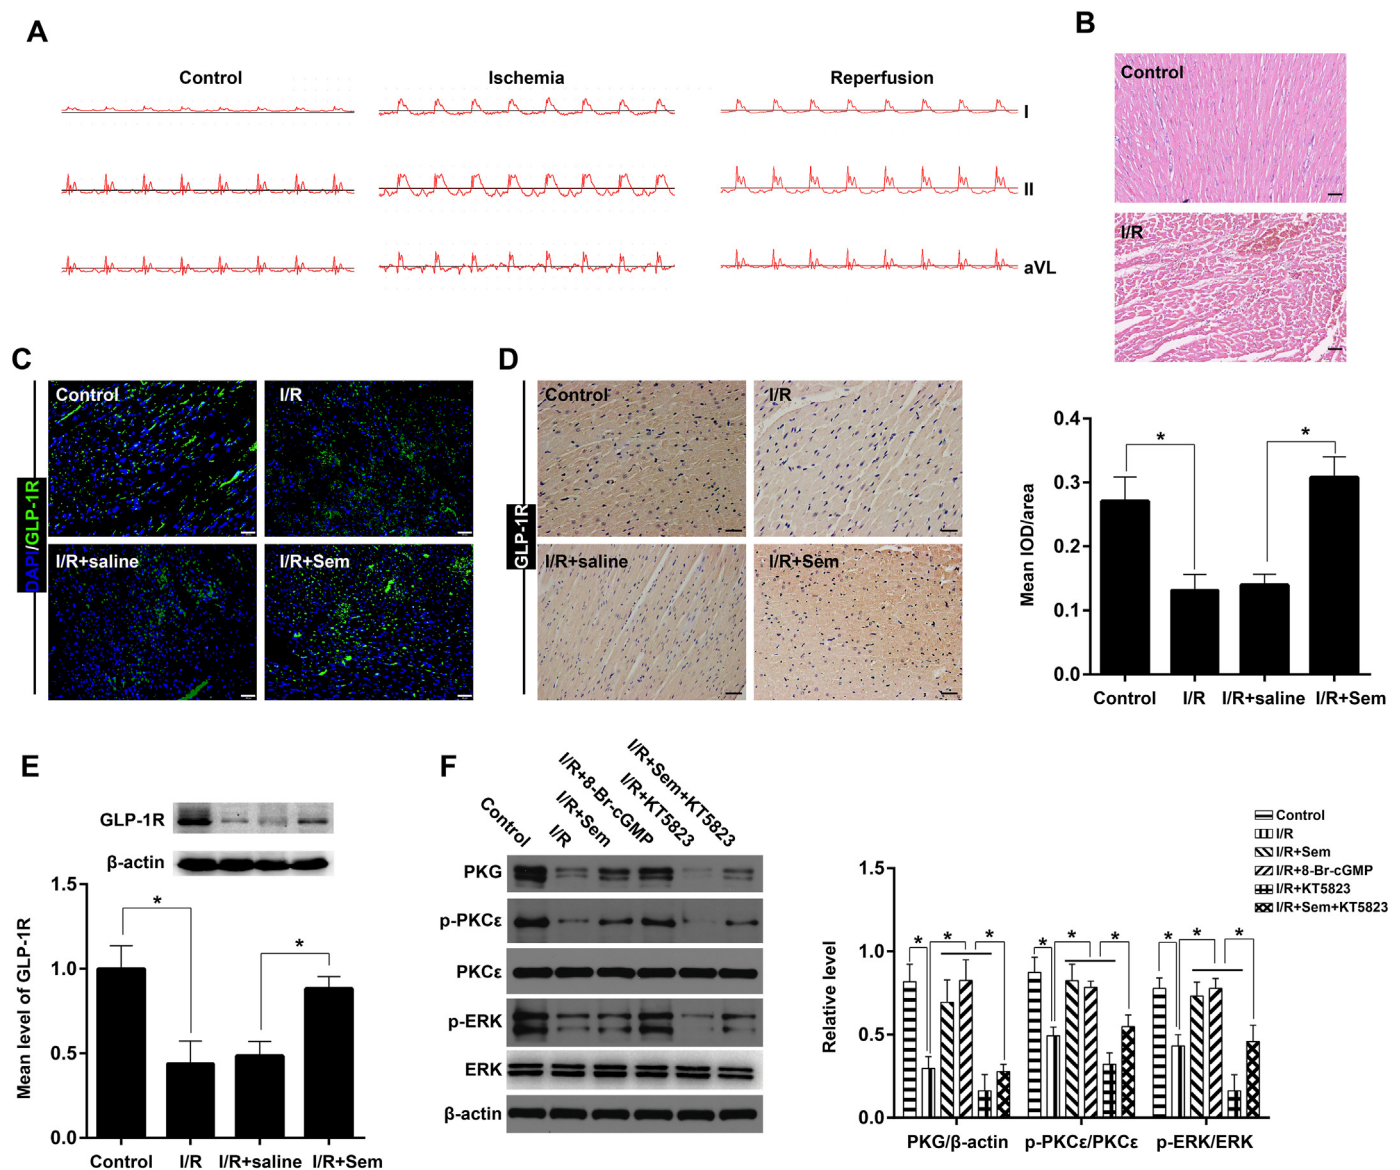 A
Control
Ischemia
Reperfusion
I
II
aVL
B
Control
I/R
C
DAPI/GLP-1R
Control
I/R
I/R+saline
I/R+Sem
D
GLP-1R
Control
I/R
I/R+saline
I/R+Sem
Mean IOD/area
0.4
0.3
0.2
0.1
0.0
*
*
Control
I/R
I/R+saline
I/R+Sem
E
GLP-1R
β-actin
Mean level of GLP-1R
1.5
1.0
0.5
0.0
*
*
Control
I/R
I/R+saline
I/R+Sem
F
Control
I/R
I/R+Sem
I/R+8-Br-cGMP
I/R+KT5823
I/R+Sem+KT5823
PKG
p-PKCε
PKCε
p-ERK
ERK
β-actin
Control
I/R
I/R+Sem
I/R+8-Br-cGMP
I/R+KT5823
I/R+Sem+KT5823
Relative level
1.0
0.5
0.0
* * * * * * * * *
PKG/β-actin
p-PKCε/PKCε
p-ERK/ERK